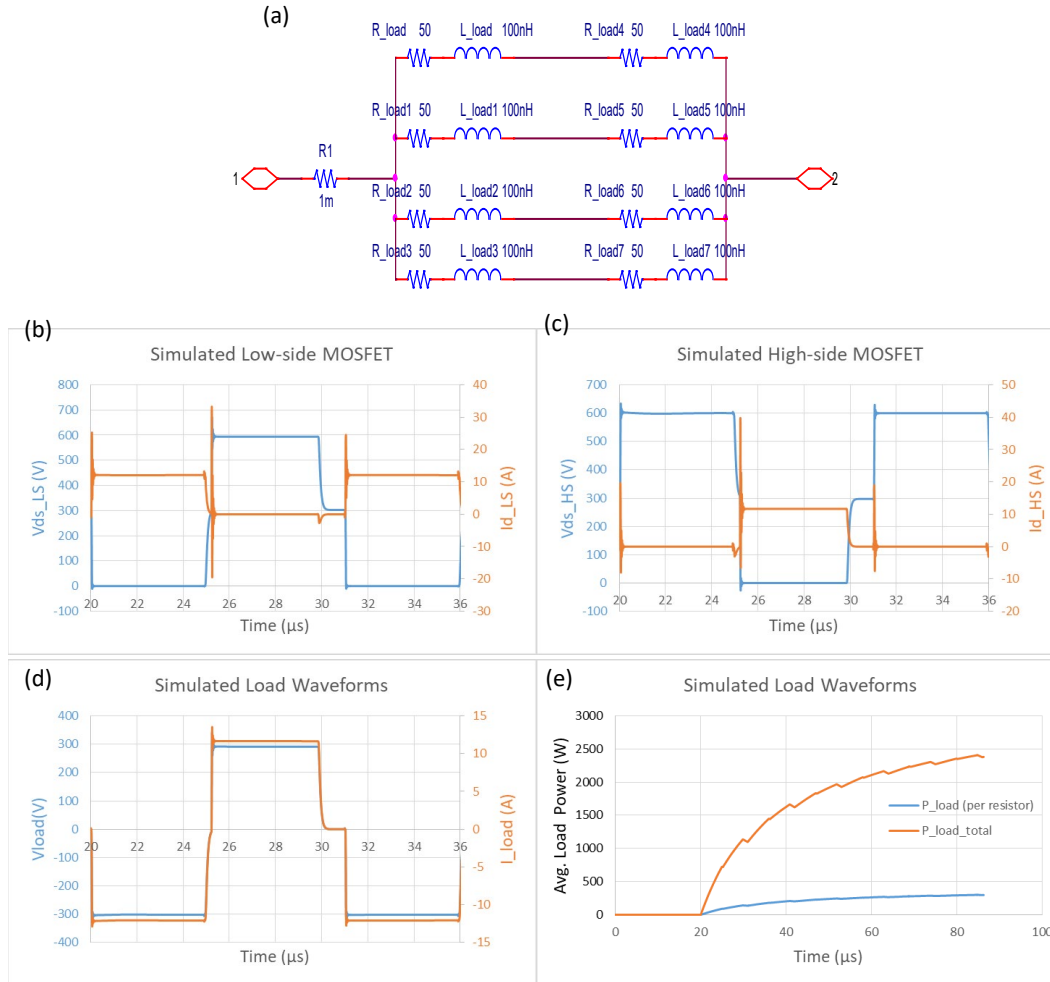 (a)
R_load 50 L_load 100nH R_load4 50 L_load4 100nH
R_load1 50 L_load1 100nH R_load5 50 L_load5 100nH
R1
1 2
1m
R_load2 50 L_load2 100nH R_load6 50 L_load6 100nH
R_load3 50 L_load3 100nH R_load7 50 L_load7 100nH
(b)
Simulated Low-side MOSFET
Vds_LS (V)
800
700
600
500
400
300
200
100
0
-100
40
30
20
10
0
-10
-20
-30
Id_LS (A)
20 22 24 26 28 30 32 34 36
Time (µs)
(c)
Simulated High-side MOSFET
Vds_HS (V)
700
600
500
400
300
200
100
0
-100
50
40
30
20
10
0
-10
-20
Id_HS (A)
20 22 24 26 28 30 32 34 36
Time (µs)
(d)
Simulated Load Waveforms
Vload(V)
400
300
200
100
0
-100
-200
-300
-400
15
10
5
0
-5
-10
-15
I_load (A)
20 22 24 26 28 30 32 34 36
Time (µs)
(e)
Simulated Load Waveforms
Avg. Load Power (W)
3000
2500
2000
1500
1000
500
0
P_load (per resistor)
P_load_total
0 20 40 60 80 100
Time (µs)